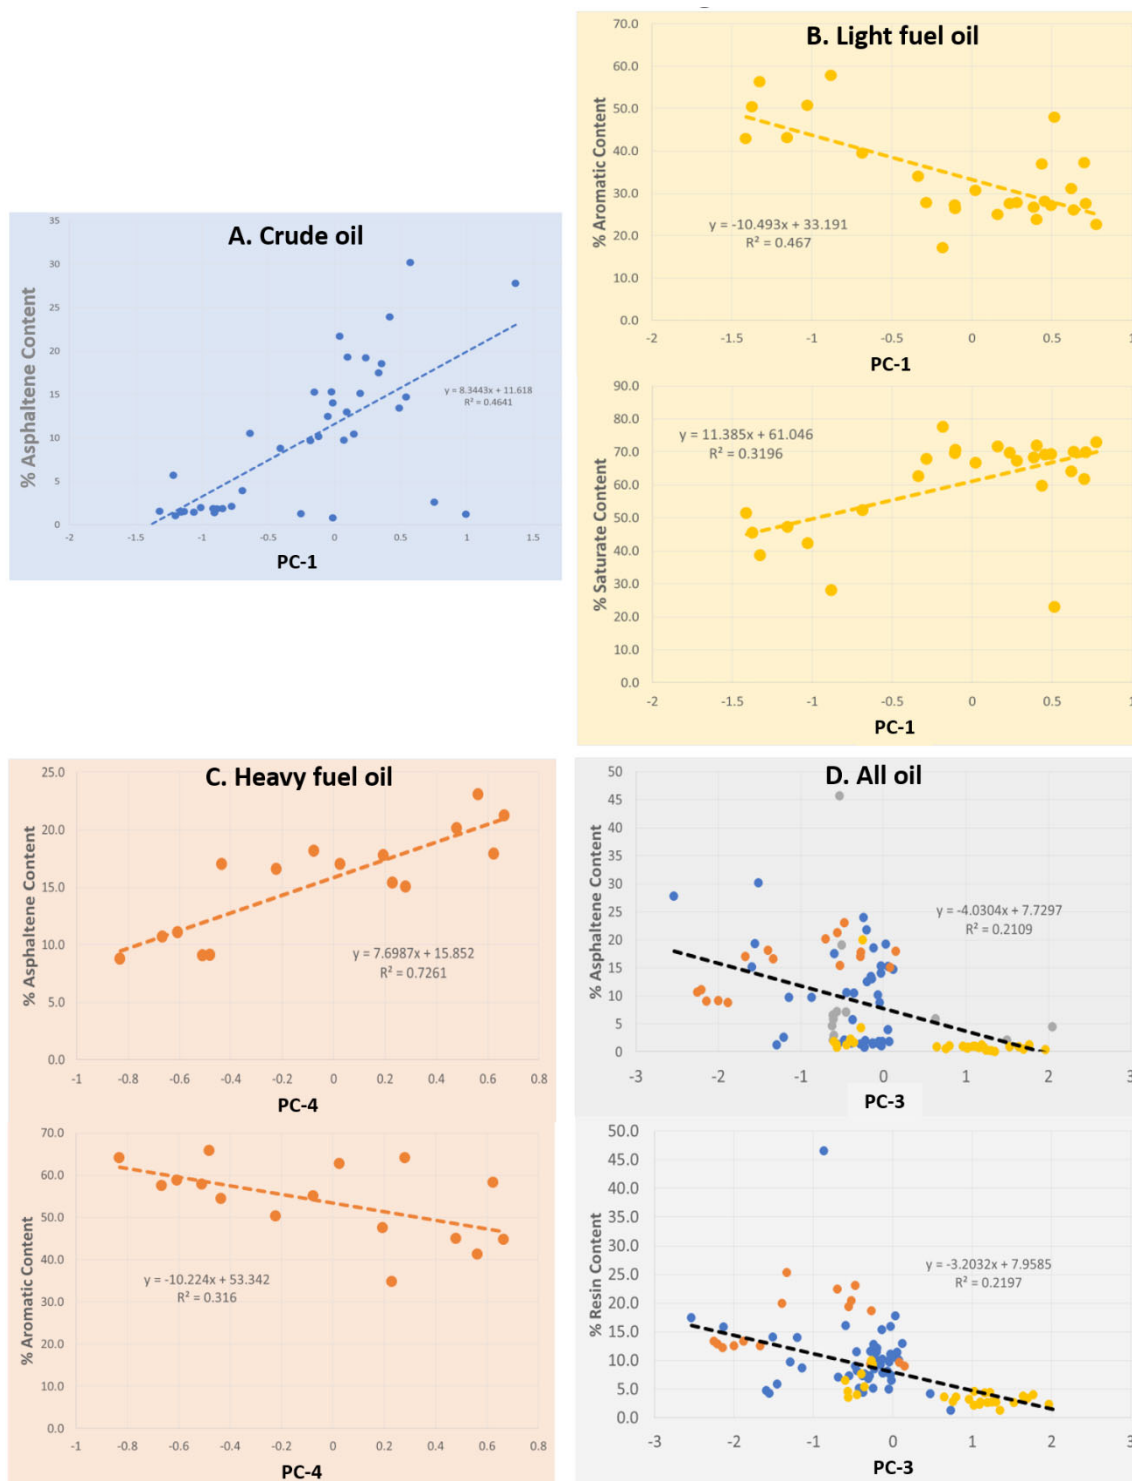 A. Crude oil
% Asphaltene Content
35
30
25
20
15
10
5
0
y = 8.3443x + 11.618
R² = 0.4641
-2 -1.5 -1 -0.5 0 0.5 1 1.5
PC-1
B. Light fuel oil
% Aromatic Content
70.0
60.0
50.0
40.0
30.0
20.0
10.0
0.0
y = -10.493x + 33.191
R² = 0.467
-2 -1.5 -1 -0.5 0 0.5 1
PC-1
% Saturate Content
90.0
80.0
70.0
60.0
50.0
40.0
30.0
20.0
10.0
0.0
y = 11.385x + 61.046
R² = 0.3196
-2 -1.5 -1 -0.5 0 0.5 1
PC-1
C. Heavy fuel oil
% Asphaltene Content
25.0
20.0
15.0
10.0
5.0
0.0
y = 7.6987x + 15.852
R² = 0.7261
-1 -0.8 -0.6 -0.4 -0.2 0 0.2 0.4 0.6 0.8
PC-4
% Aromatic Content
70.0
60.0
50.0
40.0
30.0
20.0
10.0
0.0
y = -10.224x + 53.342
R² = 0.316
-1 -0.8 -0.6 -0.4 -0.2 0 0.2 0.4 0.6 0.8
PC-4
D. All oil
% Asphaltene Content
50
45
40
35
30
25
20
15
10
5
0
y = -4.0304x + 7.7297
R² = 0.2109
-3 -2 -1 0 1 2 3
PC-3
% Resin Content
50.0
45.0
40.0
35.0
30.0
25.0
20.0
15.0
10.0
5.0
0.0
y = -3.2032x + 7.9585
R² = 0.2197
-3 -2 -1 0 1 2 3
PC-3